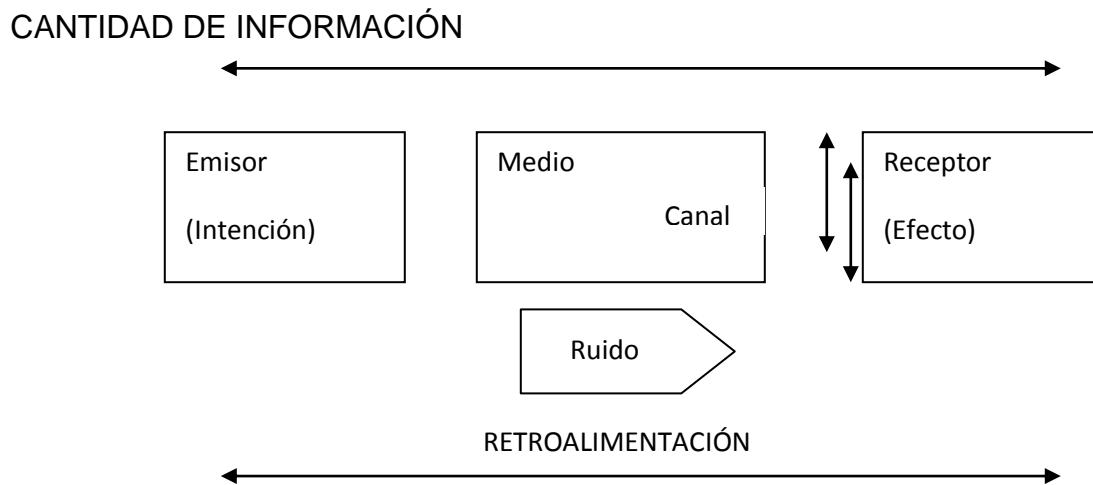 CANTIDAD DE INFORMACIÓN
Emisor
(Intención)
Medio
Canal
Receptor
(Efecto)
Ruido
RETROALIMENTACIÓN